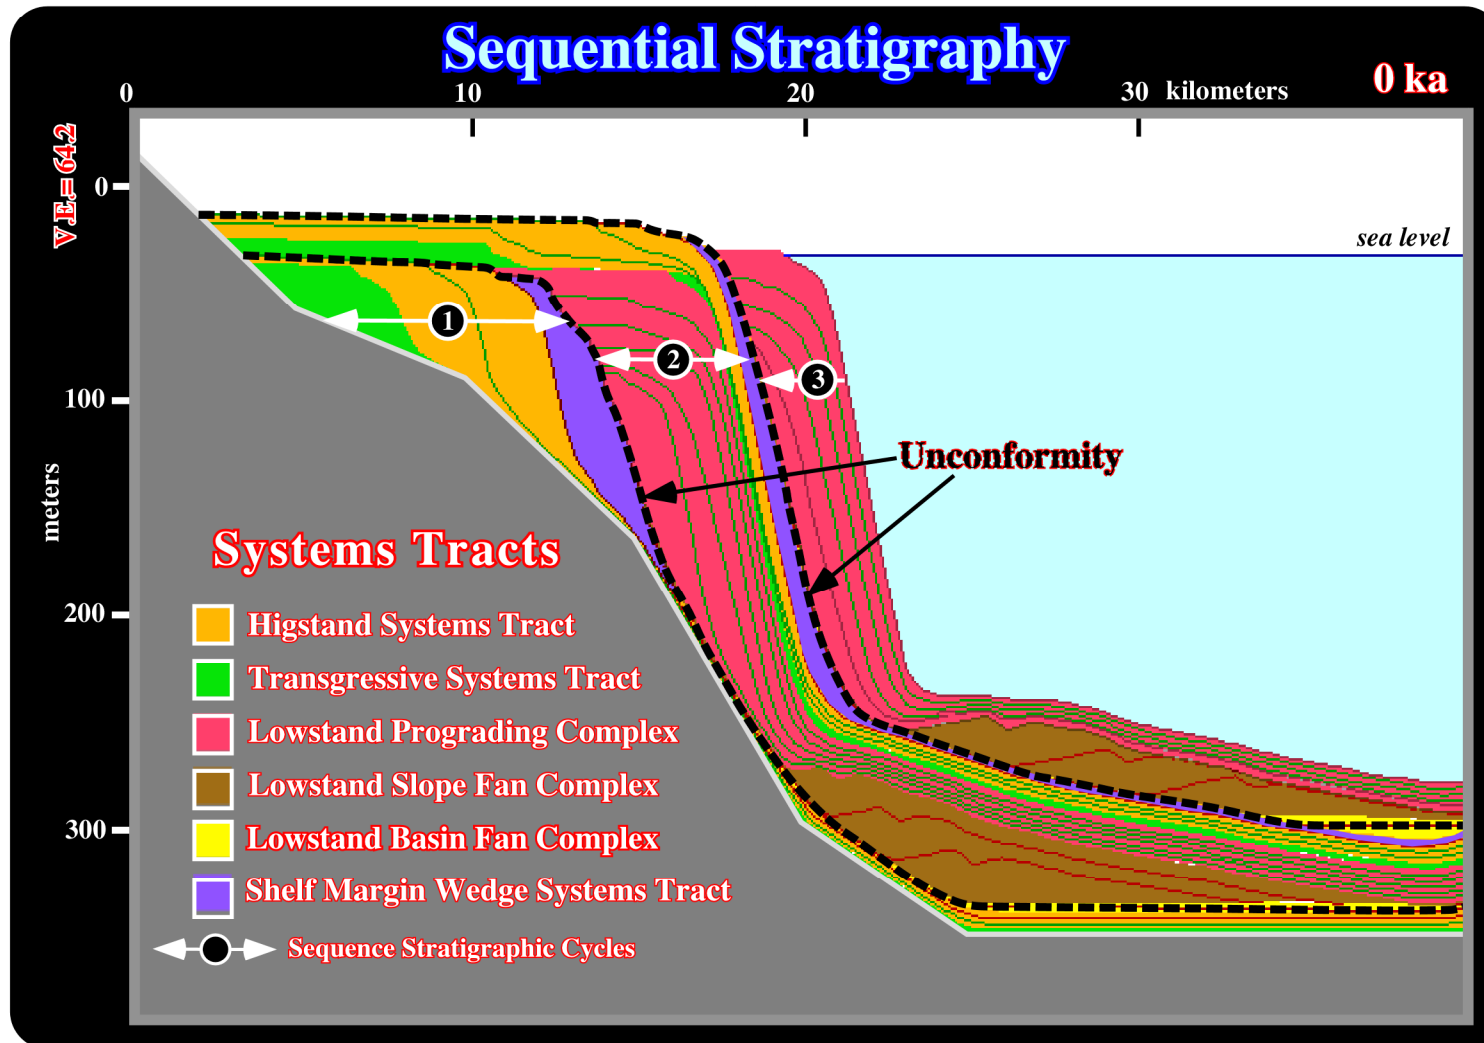 Sequential Stratigraphy
0 ka
0 10 20 30 kilometers
V.E.= 64.2
0
sea level
1
2
3
100
Unconformity
meters
Systems Tracts
200
Higstand Systems Tract
Transgressive Systems Tract
Lowstand Prograding Complex
Lowstand Slope Fan Complex
300
Lowstand Basin Fan Complex
Shelf Margin Wedge Systems Tract
Sequence Stratigraphic Cycles